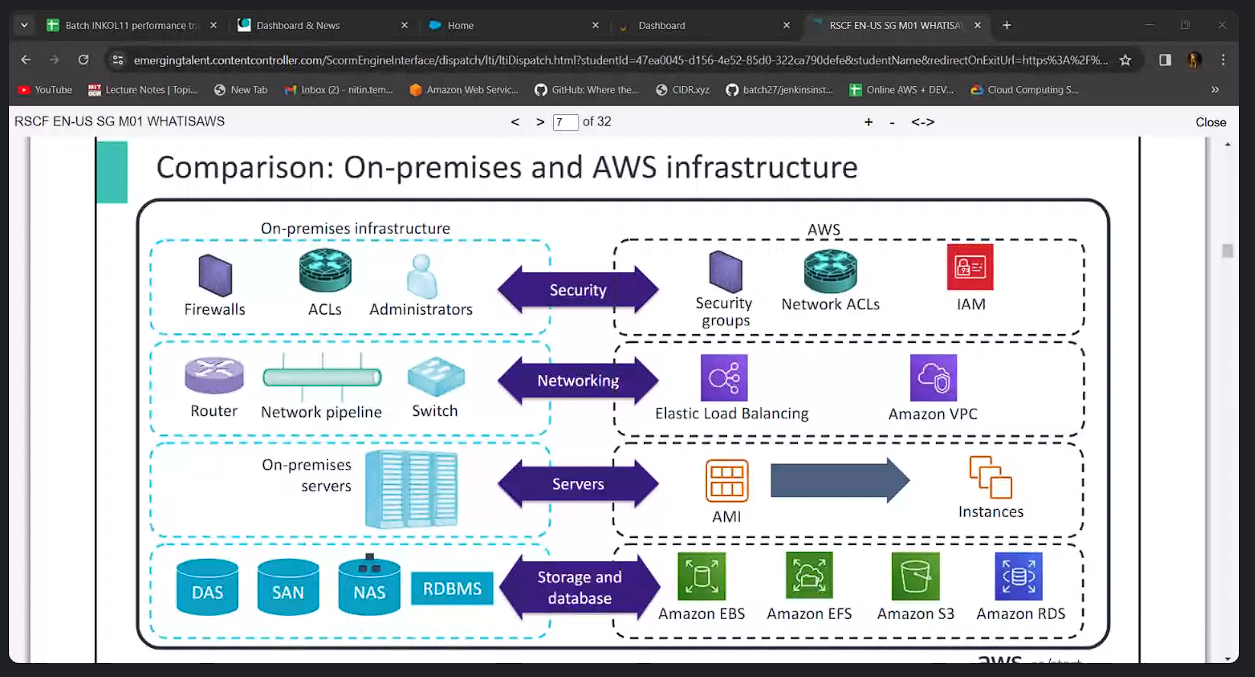 Batch INKOL11 performance tra
Dashboard & News
Home
Dashboard
RSCF EN-US SG M01 WHATISAW
emergingtalent.contentcontroller.com/ScormEngineInterface/dispatch/lti/ltiDispatch.html?studentId=47ea0045-d156-4e52-85d0-322ca790defe&studentName&redirectOnExitUrl=https%3A%2F%...
YouTube
Lecture Notes | Topi...
New Tab
Inbox (2) - nitin.tem...
Amazon Web Servic...
GitHub: Where the...
CIDR.xyz
batch27/jenkinsinst...
Online AWS + DEV...
Cloud Computing S...
»
RSCF EN-US SG M01 WHATISAWS
< > 7 of 32
+ - <->
Close
Comparison: On-premises and AWS infrastructure
On-premises infrastructure
AWS
Firewalls
ACLs
Administrators
Security
Security
groups
Network ACLs
IAM
Router
Network pipeline
Switch
Networking
Elastic Load Balancing
Amazon VPC
On-premises
servers
Servers
AMI
Instances
DAS
SAN
NAS
RDBMS
Storage and
database
Amazon EBS
Amazon EFS
Amazon S3
Amazon RDS
aws